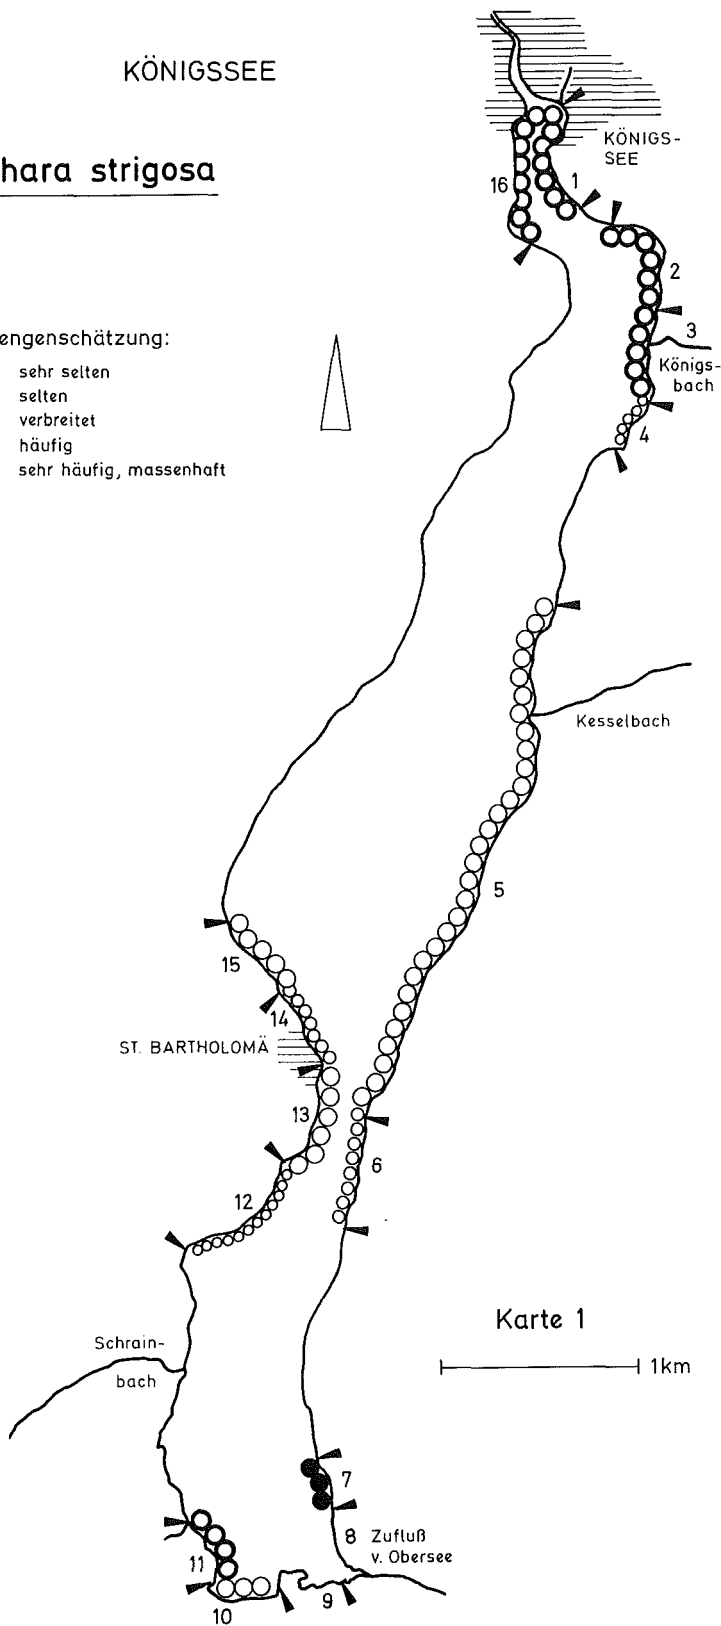 KÖNIGSSEE
hara strigosa
engenschätzung:
sehr selten
selten
verbreitet
häufig
sehr häufig, massenhaft
KÖNIGS-
SEE
16
1
2
3
Königs-
bach
4
Kesselbach
5
15
14
ST. BARTHOLOMÄ
13
6
12
Karte 1
1km
Schrain-
bach
7
8
Zufluß
v. Obersee
11
9
10